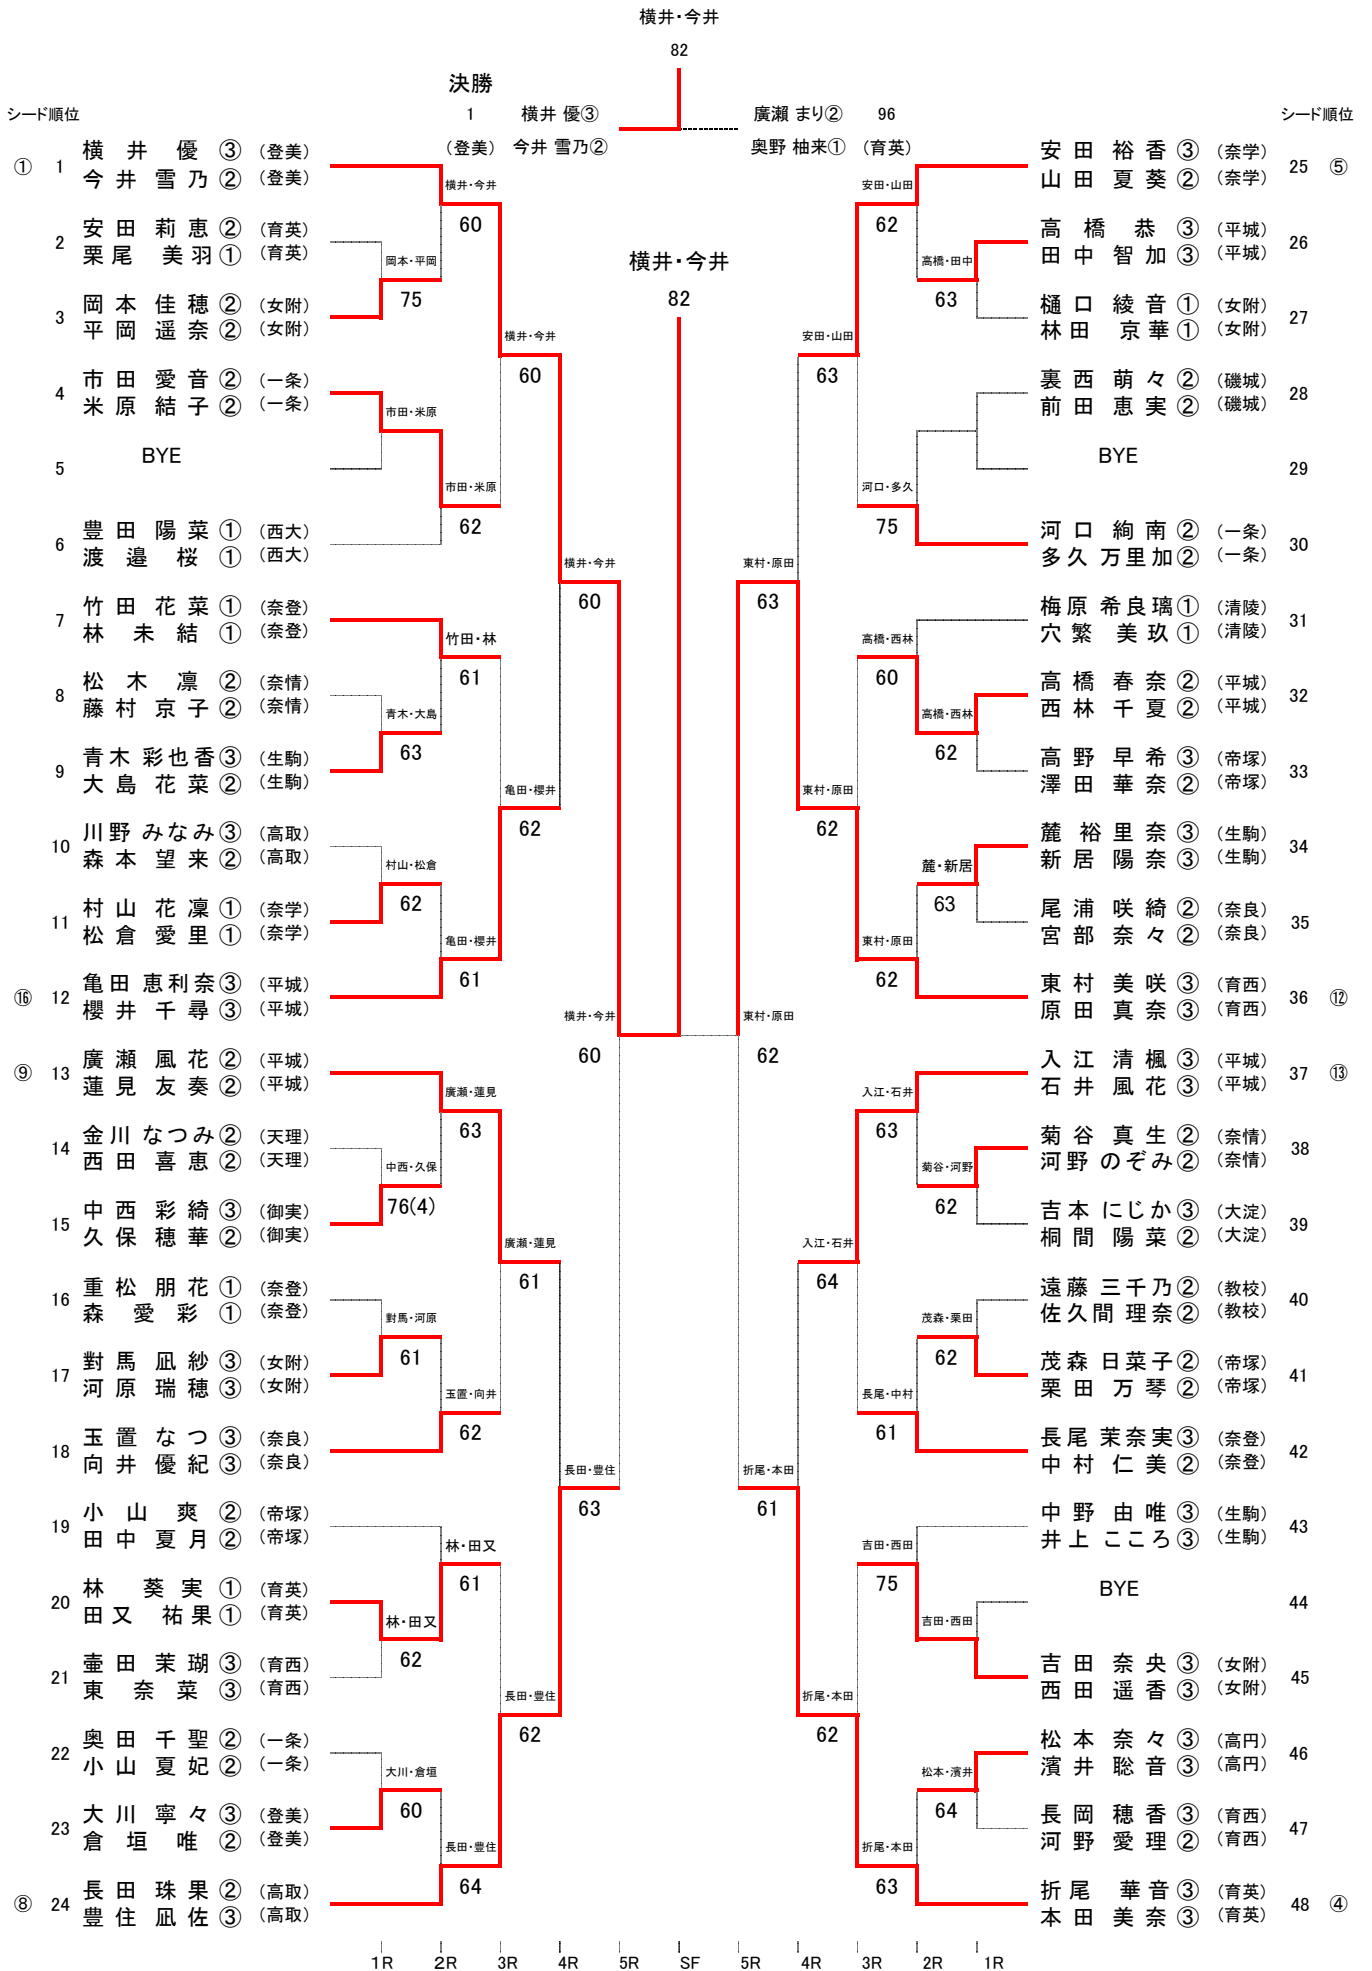 横井・今井
82
決勝
シード順位 1 横井 優③ 廣瀬 まり② 96 シード順位
(登美) 今井 雪乃② 奥野 柚来① (育英)
① 1 横井優③ (登美)
今井雪乃② (登美)
2 安田莉恵② (育英)
栗尾美羽① (育英)
3 岡本佳穂② (女附)
平岡遥奈② (女附)
4 市田愛音② (一条)
米原結子② (一条)
5 BYE
6 豊田陽菜① (西大)
渡邉桜① (西大)
7 竹田花菜① (奈登)
林未結① (奈登)
8 松木凛② (奈情)
藤村京子② (奈情)
9 青木彩也香③ (生駒)
大島花菜② (生駒)
10 川野みなみ③ (高取)
森本望来② (高取)
11 村山花凜① (奈学)
松倉愛里① (奈学)
⑯ 12 亀田恵利奈③ (平城)
櫻井千尋③ (平城)
⑨ 13 廣瀬風花② (平城)
蓮見友奏② (平城)
14 金川なつみ② (天理)
西田喜恵② (天理)
15 中西彩綺③ (御実)
久保穂華② (御実)
16 重松朋花① (奈登)
森愛彩① (奈登)
17 對馬凪紗③ (女附)
河原瑞穂③ (女附)
18 玉置なつ③ (奈良)
向井優紀③ (奈良)
19 小山爽② (帝塚)
田中夏月② (帝塚)
20 林葵実① (育英)
田又祐果① (育英)
21 壷田茉瑚③ (育西)
東奈菜③ (育西)
22 奥田千聖② (一条)
小山夏妃② (一条)
23 大川寧々③ (登美)
倉垣唯② (登美)
⑧ 24 長田珠果② (高取)
豊住凪佐③ (高取)
岡本・平岡
75
市田・米原
青木・大島
63
村山・松倉
62
中西・久保
76(4)
對馬・河原
61
林・田又
62
大川・倉垣
60
横井・今井
60
市田・米原
62
竹田・林
61
亀田・櫻井
61
廣瀬・蓮見
63
玉置・向井
62
林・田又
61
長田・豊住
64
横井・今井
60
亀田・櫻井
62
廣瀬・蓮見
61
長田・豊住
62
横井・今井
60
長田・豊住
63
横井・今井
60
横井・今井
82
東村・原田
62
東村・原田
63
折尾・本田
61
安田・山田
63
東村・原田
62
入江・石井
64
折尾・本田
62
安田・山田
62
河口・多久
75
高橋・西林
60
東村・原田
62
入江・石井
63
長尾・中村
61
吉田・西田
75
折尾・本田
63
高橋・田中
63
高橋・西林
62
麓・新居
63
菊谷・河野
62
茂森・栗田
62
吉田・西田
松本・濱井
64
安田裕香③ (奈学) 25 ⑤
山田夏葵② (奈学)
高橋恭③ (平城) 26
田中智加③ (平城)
樋口綾音① (女附) 27
林田京華① (女附)
裏西萌々② (磯城) 28
前田恵実② (磯城)
BYE 29
河口絢南② (一条) 30
多久万里加② (一条)
梅原希良璃① (清陵) 31
穴繁美玖① (清陵)
高橋春奈② (平城) 32
西林千夏② (平城)
高野早希③ (帝塚) 33
澤田華奈② (帝塚)
麓裕里奈③ (生駒) 34
新居陽奈③ (生駒)
尾浦咲綺② (奈良) 35
宮部奈々② (奈良)
東村美咲③ (育西) 36 ⑫
原田真奈③ (育西)
入江清楓③ (平城) 37 ⑬
石井風花③ (平城)
菊谷真生② (奈情) 38
河野のぞみ② (奈情)
吉本にじか③ (大淀) 39
桐間陽菜② (大淀)
遠藤三千乃② (教校) 40
佐久間理奈② (教校)
茂森日菜子② (帝塚) 41
栗田万琴② (帝塚)
長尾茉奈実③ (奈登) 42
中村仁美② (奈登)
中野由唯③ (生駒) 43
井上こころ③ (生駒)
BYE 44
吉田奈央③ (女附) 45
西田遥香③ (女附)
松本奈々③ (高円) 46
濱井聡音③ (高円)
長岡穂香③ (育西) 47
河野愛理② (育西)
折尾華音③ (育英) 48 ④
本田美奈③ (育英)
1R 2R 3R 4R 5R SF 5R 4R 3R 2R 1R